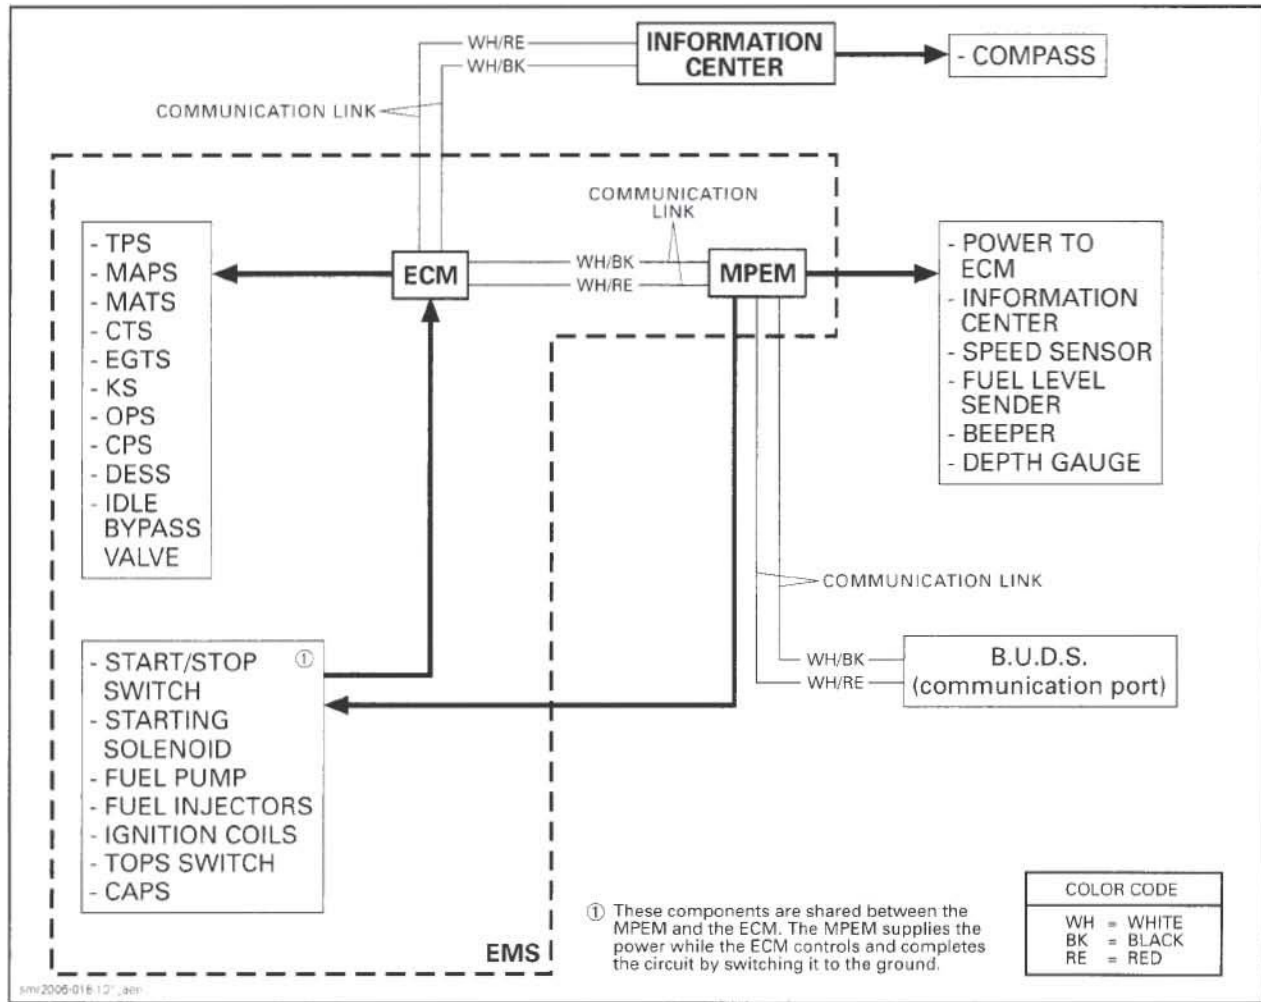 WH/RE
WH/BK
INFORMATION
CENTER
- COMPASS
COMMUNICATION LINK
COMMUNICATION
LINK
- TPS
- MAPS
- MATS
- CTS
- EGTS
- KS
- OPS
- CPS
- DESS
- IDLE
BYPASS
VALVE
ECM
WH/BK
WH/RE
MPEM
- POWER TO
ECM
- INFORMATION
CENTER
- SPEED SENSOR
- FUEL LEVEL
SENDER
- BEEPER
- DEPTH GAUGE
COMMUNICATION LINK
WH/BK
WH/RE
B.U.D.S.
(communication port)
- START/STOP ①
SWITCH
- STARTING
SOLENOID
- FUEL PUMP
- FUEL INJECTORS
- IGNITION COILS
- TOPS SWITCH
- CAPS
EMS
① These components are shared between the
MPEM and the ECM. The MPEM supplies the
power while the ECM controls and completes
the circuit by switching it to the ground.
COLOR CODE
WH = WHITE
BK = BLACK
RE = RED